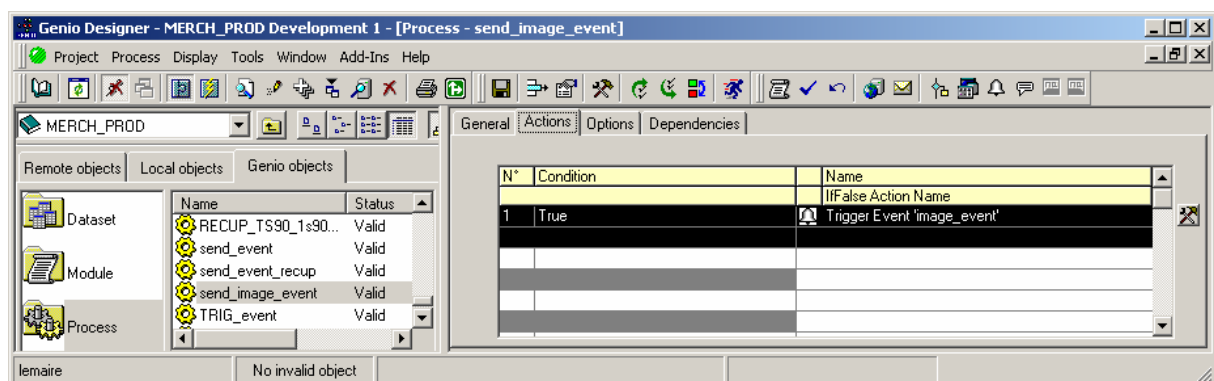 Genio Designer - MERCH_PROD Development 1 - [Process - send_image_event]
Project Process Display Tools Window Add-Ins Help
MERCH_PROD
General Actions Options Dependencies
Remote objects Local objects Genio objects
N° Condition Name
IfFalse Action Name
1 True Trigger Event 'image_event'
Dataset
Module
Process
Name Status
RECUP_TS90_1s90... Valid
send_event Valid
send_event_recup Valid
send_image_event Valid
TRIG_event Valid
lemaire No invalid object